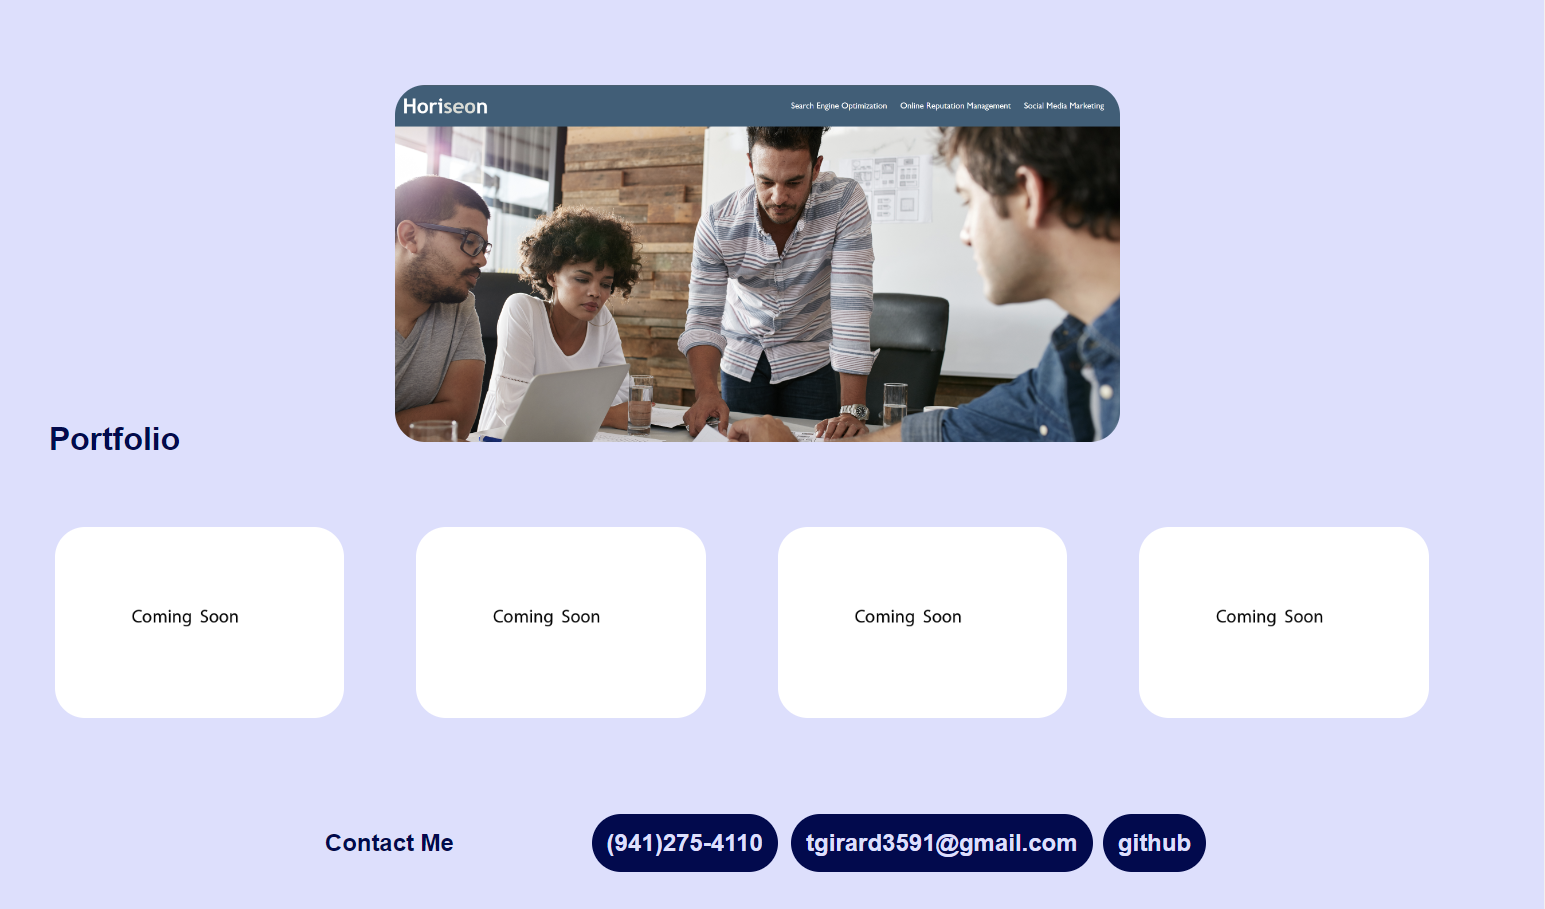 Horiseon
Search Engine Optimization Online Reputation Management Social Media Marketing
Portfolio
Coming Soon
Coming Soon
Coming Soon
Coming Soon
Contact Me (941)275-4110 tgirard3591@gmail.com github